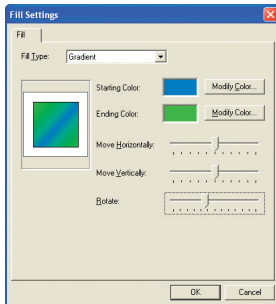 Fill Settings
Fill
Fill Type: Gradient
Starting Color: Modify Color...
Ending Color: Modify Color...
Move Horizontally:
Move Vertically:
Rotate:
OK Cancel